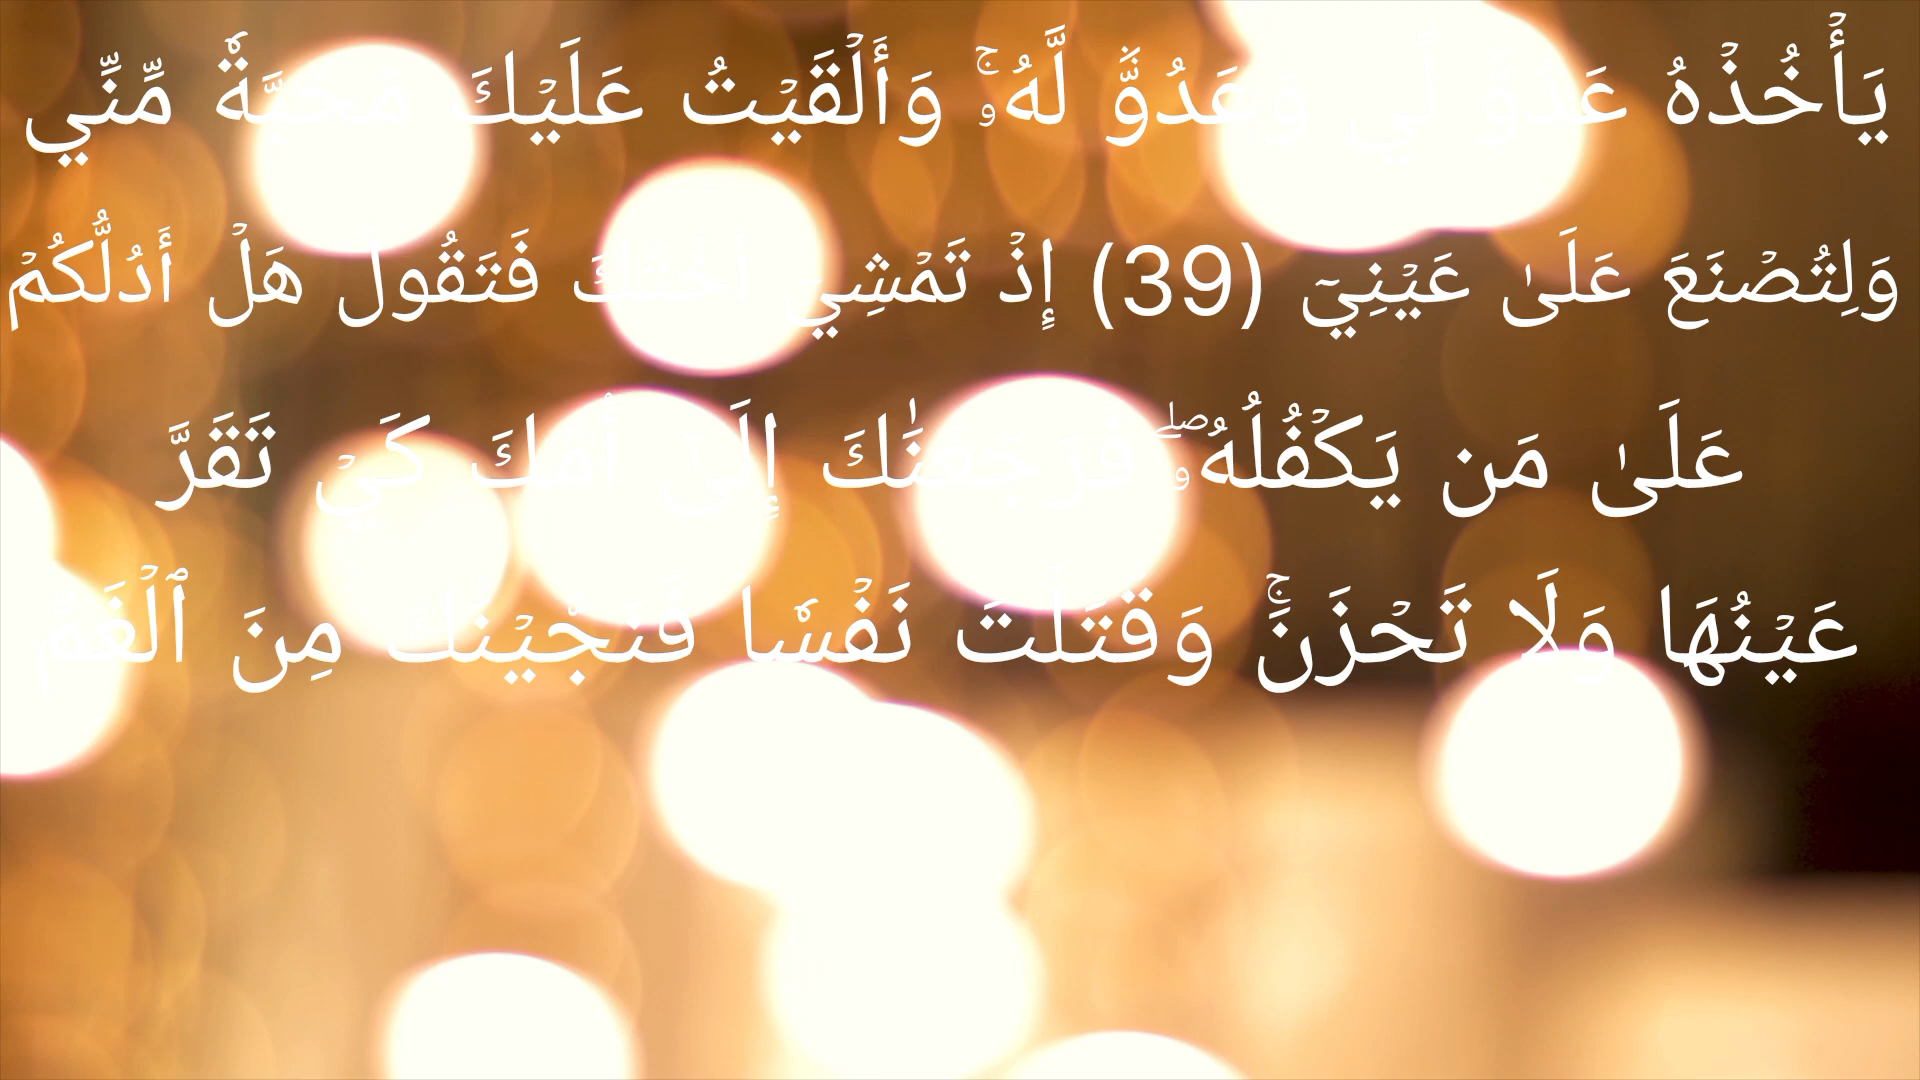 يَأۡخُذۡهُ عَدُوّٞ لِّي وَعَدُوّٞ لَّهُۥۚ وَأَلۡقَيۡتُ عَلَيۡكَ مَحَبَّةٗ مِّنِّي
وَلِتُصۡنَعَ عَلَىٰ عَيۡنِيٓ (39) إِذۡ تَمۡشِيٓ أُخۡتُكَ فَتَقُولُ هَلۡ أَدُلُّكُمۡ
عَلَىٰ مَن يَكۡفُلُهُۥۖ فَرَجَعۡنَٰكَ إِلَىٰٓ أُمِّكَ كَيۡ تَقَرَّ
عَيۡنُهَا وَلَا تَحۡزَنَۚ وَقَتَلۡتَ نَفۡسٗا فَنَجَّيۡنَٰكَ مِنَ ٱلۡغَمِّ